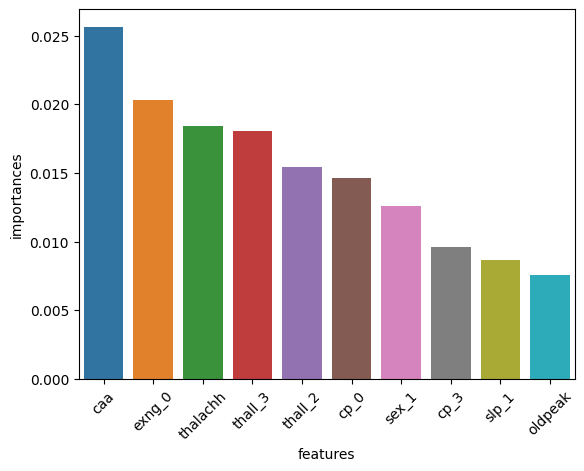 importances
0.025
0.020
0.015
0.010
0.005
0.000
caa
exng_0
thalachh
thall_3
thall_2
cp_0
sex_1
cp_3
slp_1
oldpeak
features